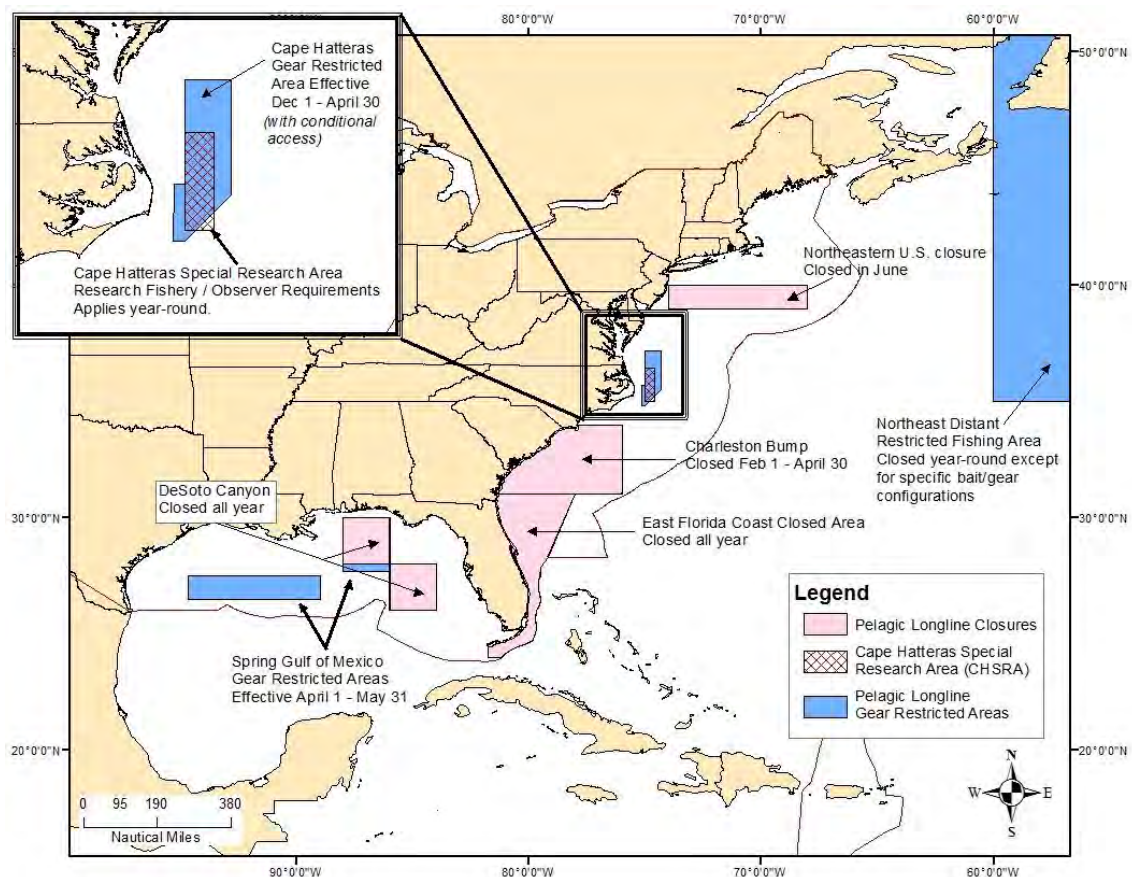 80°0'0"W
70°0'0"W
60°0'0"W
50°0'0"N
50°0'0"N
Cape Hatteras
Gear Restricted
Area Effective
Dec 1 - April 30
(with conditional
access)
Cape Hatteras Special Research Area
Research Fishery / Observer Requirements
Applies year-round.
Northeastern U.S. closure
Closed in June
40°0'0"N
Northeast Distant
Restricted Fishing Area
Closed year-round except
for specific bait/gear
configurations
Charleston Bump
Closed Feb 1 - April 30
DeSoto Canyon
Closed all year
East Florida Coast Closed Area
Closed all year
30°0'0"N
30°0'0"N
Spring Gulf of Mexico
Gear Restricted Areas
Effective April 1 - May 31
Legend
Pelagic Longline Closures
Cape Hatteras Special
Research Area (CHSRA)
Pelagic Longline
Gear Restricted Areas
20°0'0"N
20°0'0"N
N
W
E
S
0
95
190
380
Nautical Miles
90°0'0"W
80°0'0"W
70°0'0"W
60°0'0"W